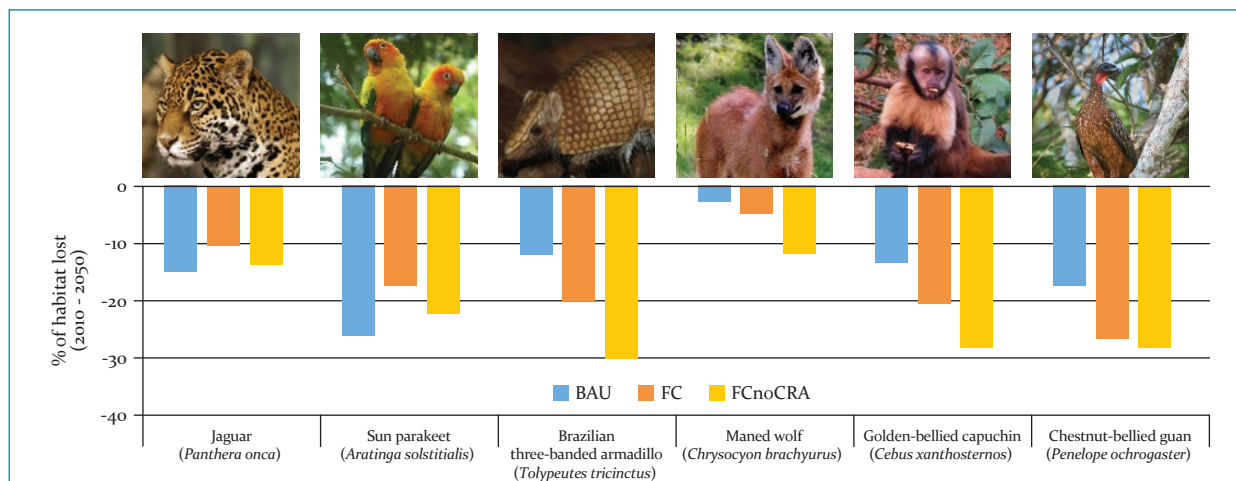 0
-10
-20
-30
-40
% of habitat lost
(2010 - 2050)
BAU
FC
FCnoCRA
Jaguar
(Panthera onca)
Sun parakeet
(Aratinga solstitialis)
Brazilian
three-banded armadillo
(Tolypeutes tricinctus)
Maned wolf
(Chrysocyon brachyurus)
Golden-bellied capuchin
(Cebus xanthosternos)
Chestnut-bellied guan
(Penelope ochrogaster)